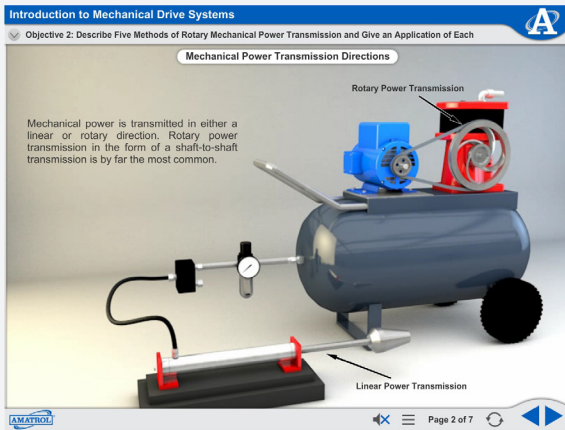 Introduction to Mechanical Drive Systems
Objective 2: Describe Five Methods of Rotary Mechanical Power Transmission and Give an Application of Each
Mechanical Power Transmission Directions
Rotary Power Transmission
Mechanical power is transmitted in either a
linear or rotary direction. Rotary power
transmission in the form of a shaft-to-shaft
transmission is by far the most common.
Linear Power Transmission
AMATROL
Page 2 of 7